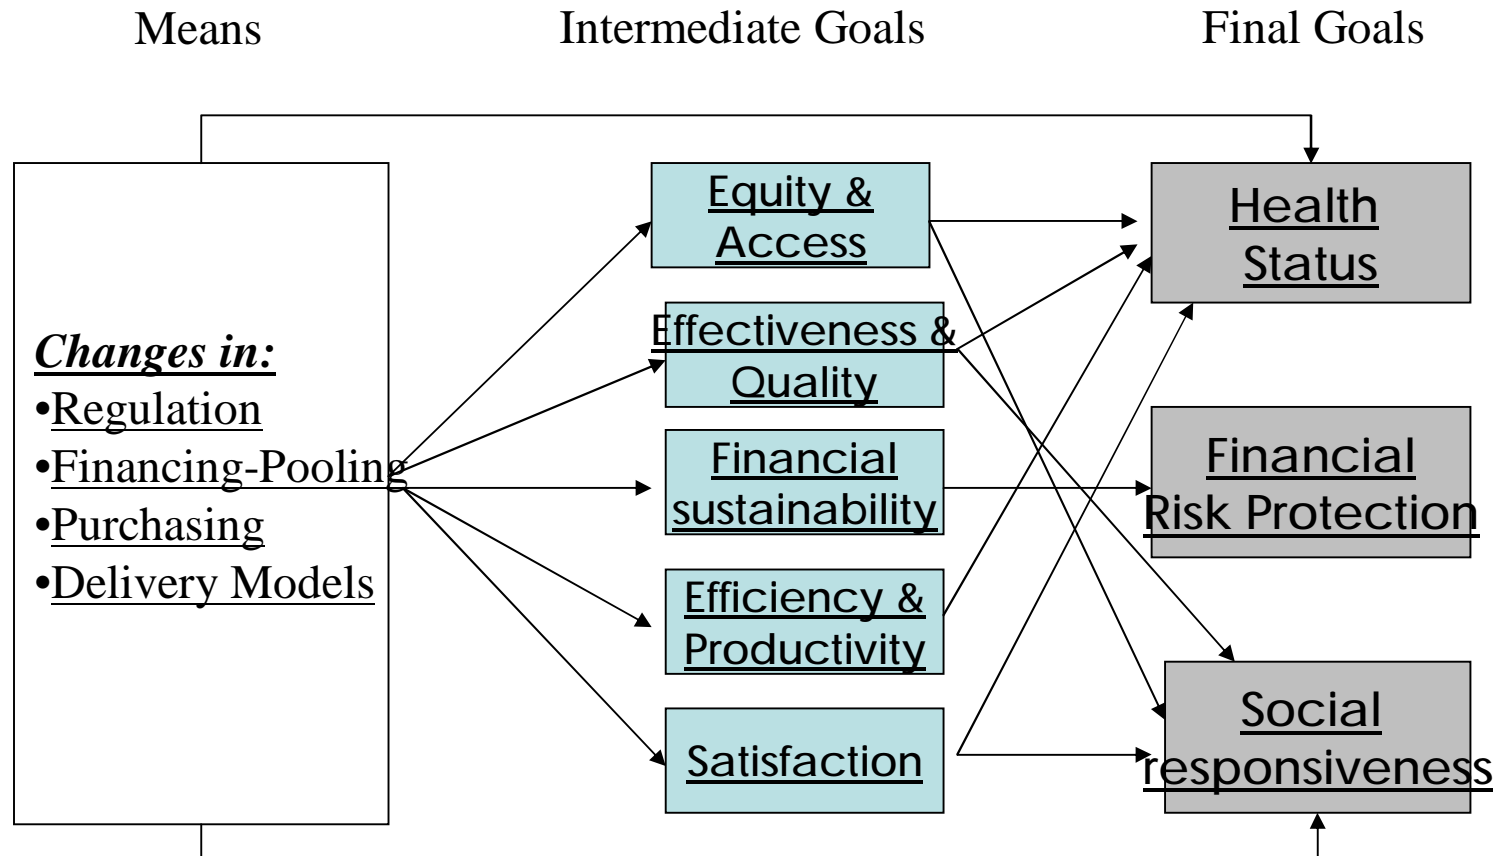 Means
Intermediate Goals
Final Goals
Changes in:
•Regulation
•Financing-Pooling
•Purchasing
•Delivery Models
Equity &
Access
Effectiveness &
Quality
Financial
sustainability
Efficiency &
Productivity
Satisfaction
Health
Status
Financial
Risk Protection
Social
responsiveness